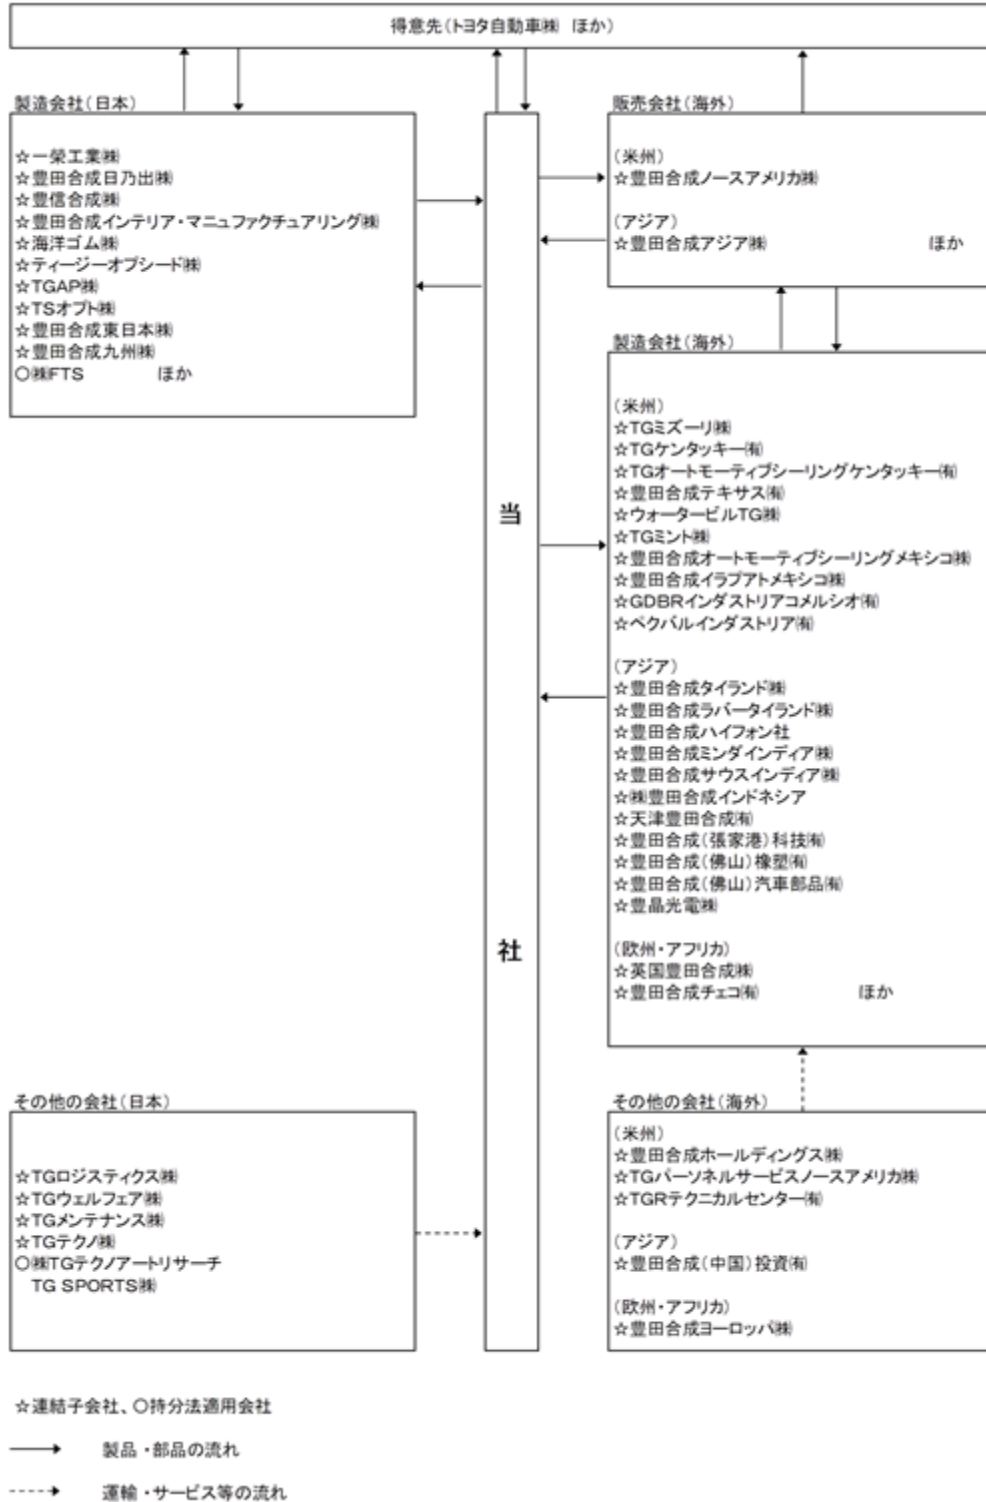 得意先(トヨタ自動車㈱ ほか)
製造会社(日本)
☆一榮工業㈱
☆豊田合成日乃出㈱
☆豊信合成㈱
☆豊田合成インテリア・マニュファクチュアリング㈱
☆海洋ゴム㈱
☆ティージーオプシード㈱
☆TGAP㈱
☆TSオプト㈱
☆豊田合成東日本㈱
☆豊田合成九州㈱
○㈱FTS ほか
当
社
販売会社(海外)
(米州)
☆豊田合成ノースアメリカ㈱
(アジア)
☆豊田合成アジア㈱ ほか
製造会社(海外)
(米州)
☆TGミズーリ㈱
☆TGケンタッキー㈲
☆TGオートモーティブシーリングケンタッキー㈲
☆豊田合成テキサス㈲
☆ウォータービルTG㈱
☆TGミント㈱
☆豊田合成オートモーティブシーリングメキシコ㈱
☆豊田合成イラプアトメキシコ㈱
☆GDBRインダストリアコメルシオ㈲
☆ペクバルインダストリア㈲
(アジア)
☆豊田合成タイランド㈱
☆豊田合成ラバータイランド㈱
☆豊田合成ハイフォン社
☆豊田合成ミンダインディア㈱
☆豊田合成サウスインディア㈱
☆㈱豊田合成インドネシア
☆天津豊田合成㈲
☆豊田合成(張家港)科技㈲
☆豊田合成(佛山)橡塑㈲
☆豊田合成(佛山)汽車部品㈲
☆豊晶光電㈱
(欧州・アフリカ)
☆英国豊田合成㈱
☆豊田合成チェコ㈲ ほか
その他の会社(日本)
☆TGロジスティクス㈱
☆TGウェルフェア㈱
☆TGメンテナンス㈱
☆TGテクノ㈱
○㈱TGテクノアートリサーチ
TG SPORTS㈱
その他の会社(海外)
(米州)
☆豊田合成ホールディングス㈱
☆TGパーソネルサービスノースアメリカ㈱
☆TGRテクニカルセンター㈲
(アジア)
☆豊田合成(中国)投資㈲
(欧州・アフリカ)
☆豊田合成ヨーロッパ㈱
☆連結子会社、○持分法適用会社
製品・部品の流れ
運輸・サービス等の流れ